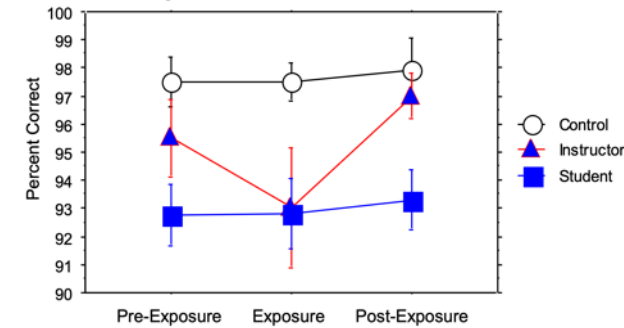 100
99
98
97
96
95
94
93
92
91
90
Percent Correct
Pre-Exposure Exposure Post-Exposure
Control
Instructor
Student